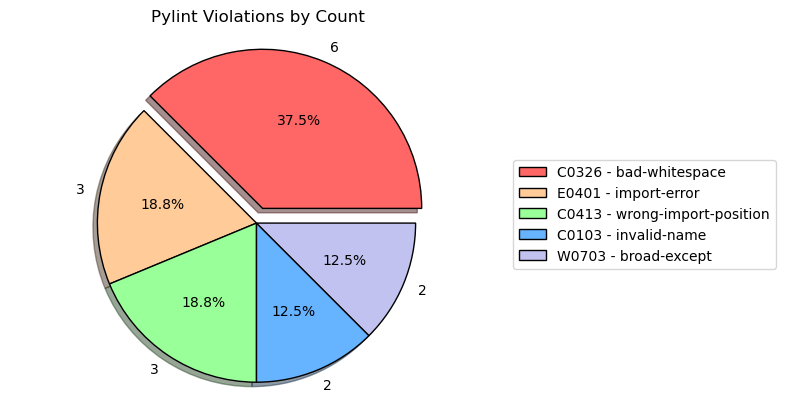 Pylint Violations by Count
6
37.5%
3
18.8%
18.8%
3
12.5%
2
12.5%
2
C0326 - bad-whitespace
E0401 - import-error
C0413 - wrong-import-position
C0103 - invalid-name
W0703 - broad-except